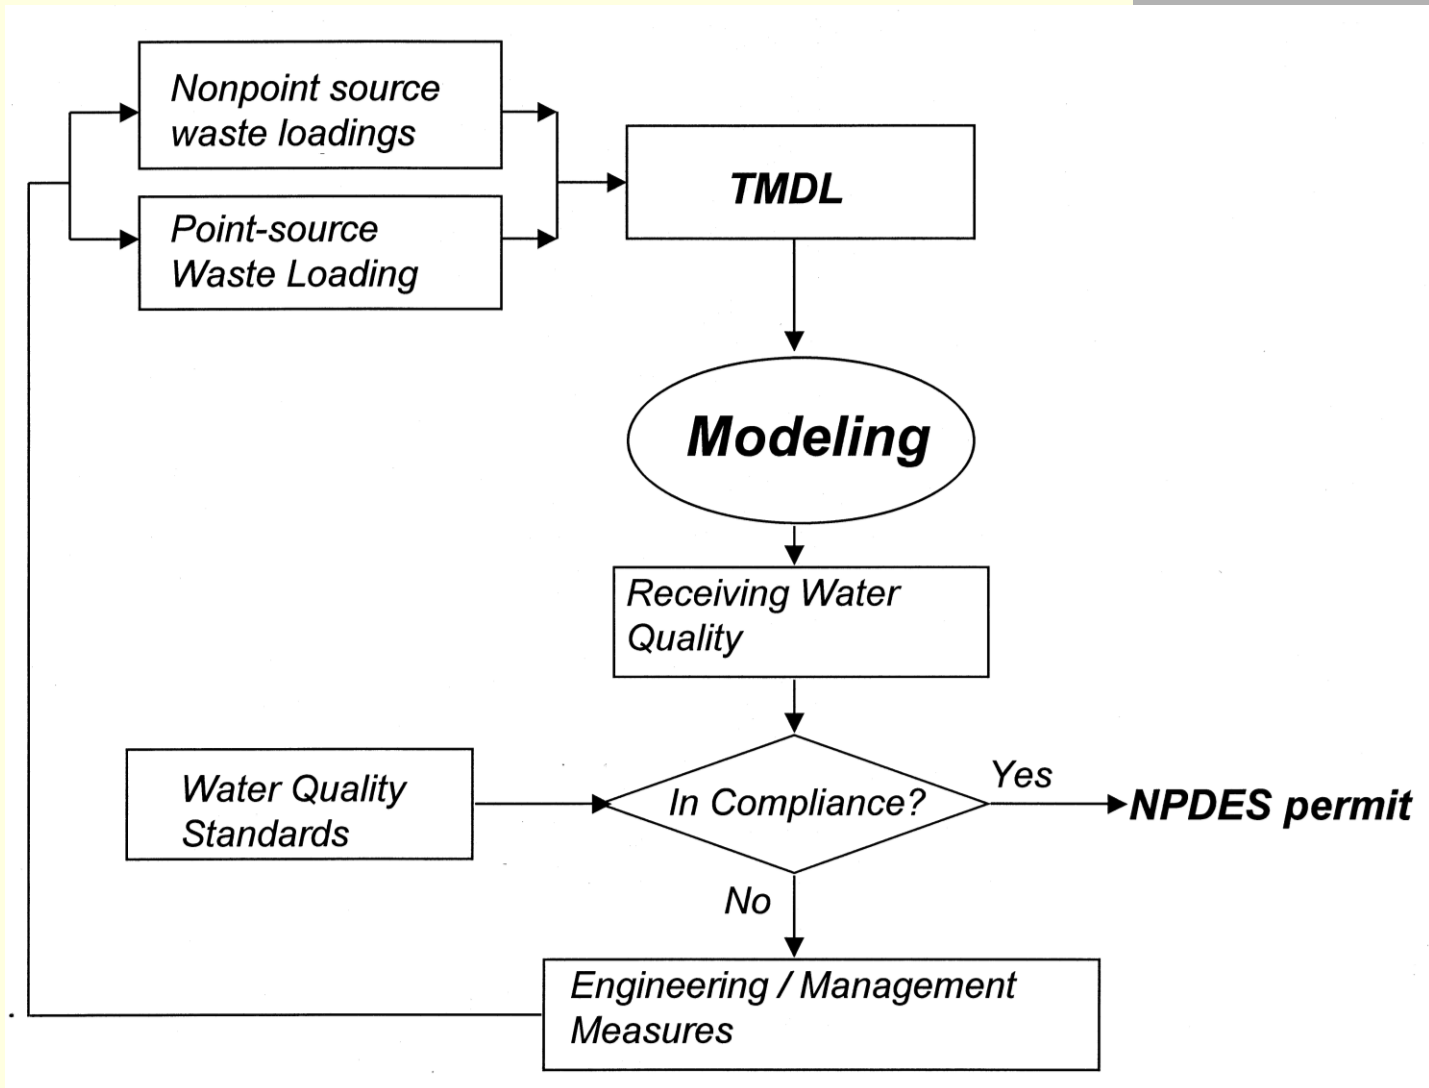 Nonpoint source
waste loadings
Point-source
Waste Loading
TMDL
Modeling
Receiving Water
Quality
Water Quality
Standards
In Compliance?
Yes
NPDES permit
No
Engineering / Management
Measures